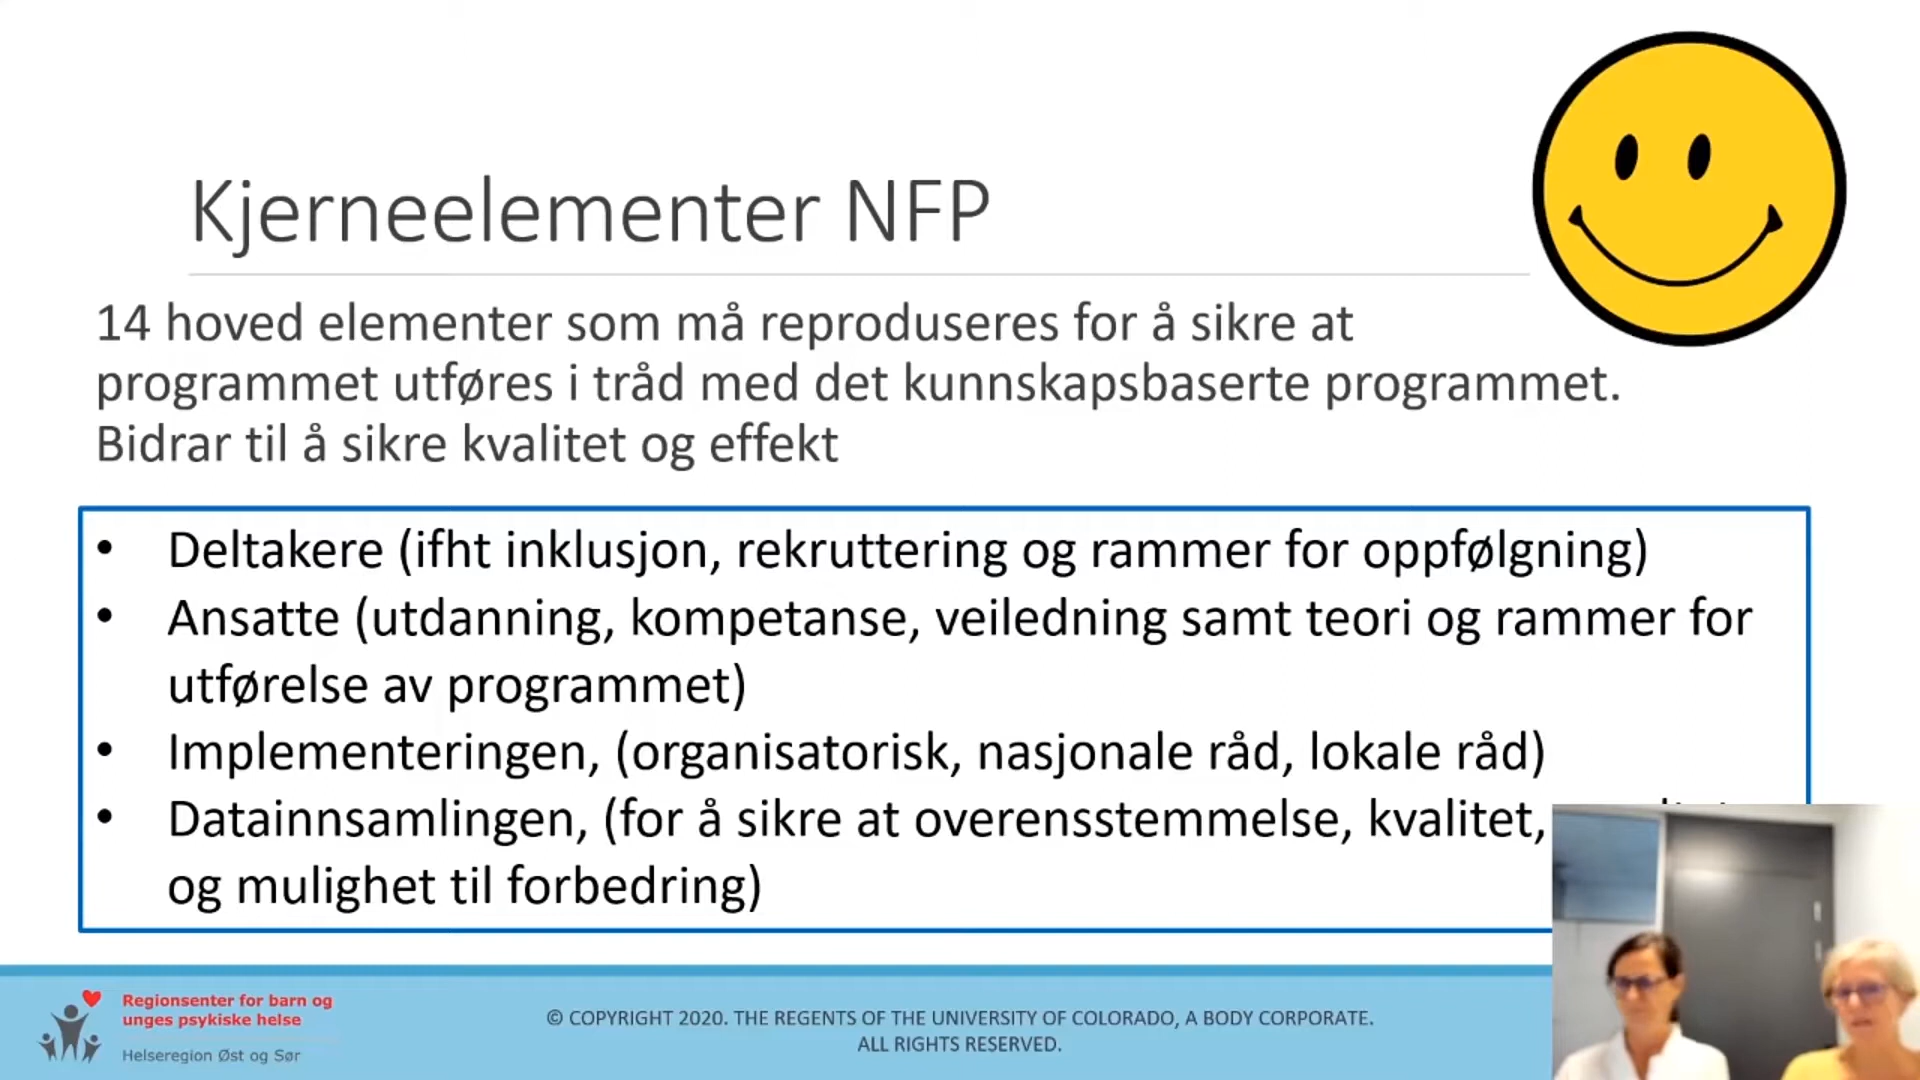 Kjerneelementer NFP
14 hoved elementer som må reproduseres for å sikre at
programmet utføres i tråd med det kunnskapsbaserte programmet.
Bidrar til å sikre kvalitet og effekt
• Deltakere (ifht inklusjon, rekruttering og rammer for oppfølgning)
• Ansatte (utdanning, kompetanse, veiledning samt teori og rammer for
utførelse av programmet)
• Implementeringen, (organisatorisk, nasjonale råd, lokale råd)
• Datainnsamlingen, (for å sikre at overensstemmelse, kvalitet,
og mulighet til forbedring)
Regionsenter for barn og
unges psykiske helse
Helseregion Øst og Sør
© COPYRIGHT 2020. THE REGENTS OF THE UNIVERSITY OF COLORADO, A BODY CORPORATE.
ALL RIGHTS RESERVED.